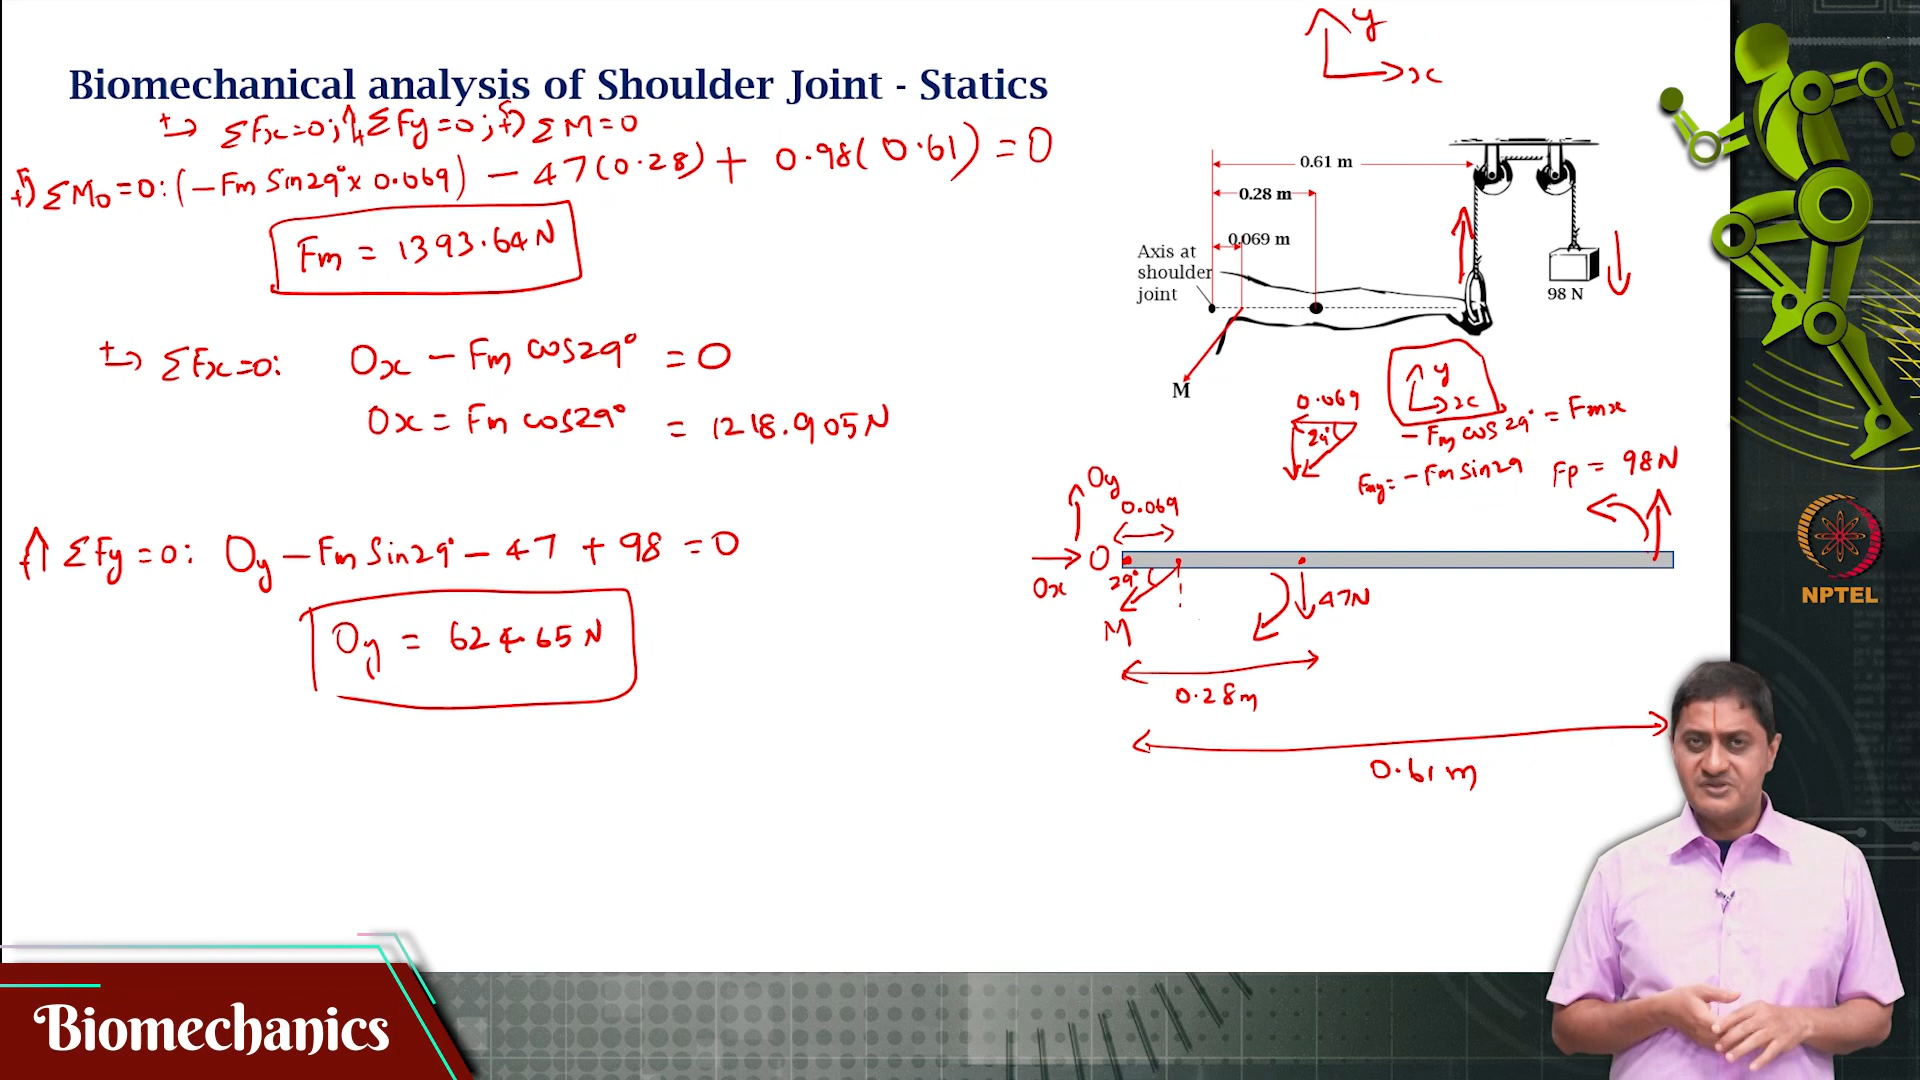 Biomechanical analysis of Shoulder Joint - Statics
ΣFx=0; ΣFy=0; ΣM=0
ΣMo=0: (-Fm Sin29°x 0.069) - 47(0.28) + 0.98(0.61) = 0
Fm = 1393.64N
ΣFx=0: Ox - Fm cos29° = 0
Ox = Fm cos29° = 1218.905N
ΣFy=0: Oy - Fm Sin29° - 47 + 98 = 0
Oy = 624.65N
y
x
0.61 m
0.28 m
0.069 m
Axis at
shoulder
joint
98 N
M
y
x
0.069
29°
-Fm cos 29° = Fmx
Fmy = -Fm sin29
Fp = 98N
Oy
0.069
Ox
O
29°
M
47N
0.28m
0.61 m
NPTEL
Biomechanics